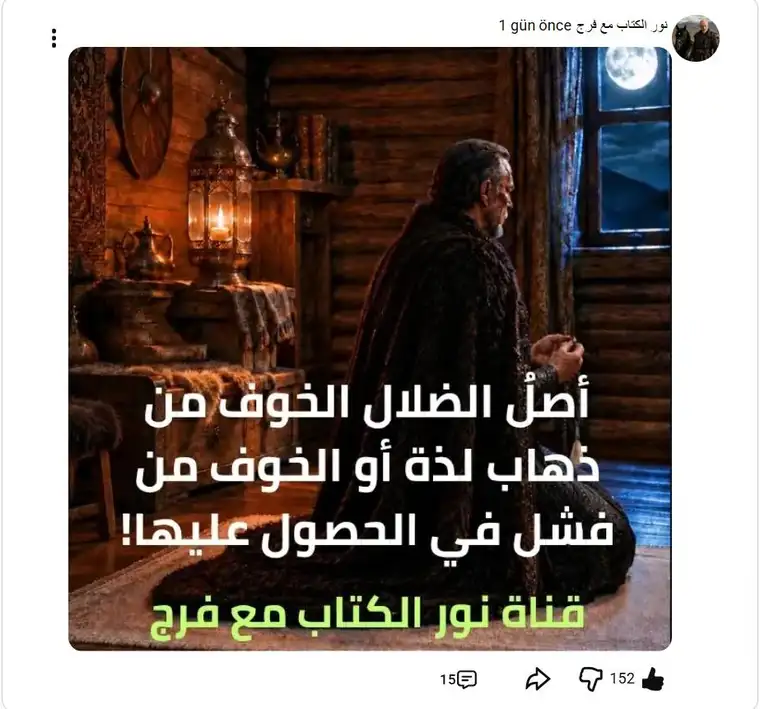 نور الكتاب مع فرج 1 gün önce
أصلُ الضلال الخوف من
ذهاب لذة أو الخوف من
فشل في الحصول عليها!
قناة نور الكتاب مع فرج
152
15